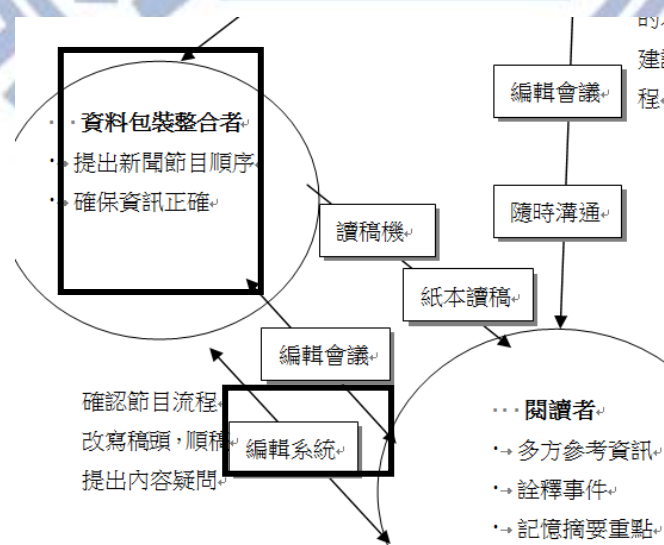 建
編輯會議
程
資料包裝整合者
提出新聞節目順序
確保資訊正確
隨時溝通
讀稿機
紙本讀稿
編輯會議
確認節目流程
改寫稿頭，順稿
提出內容疑問
編輯系統
閱讀者
多方參考資訊
詮釋事件
記憶摘要重點